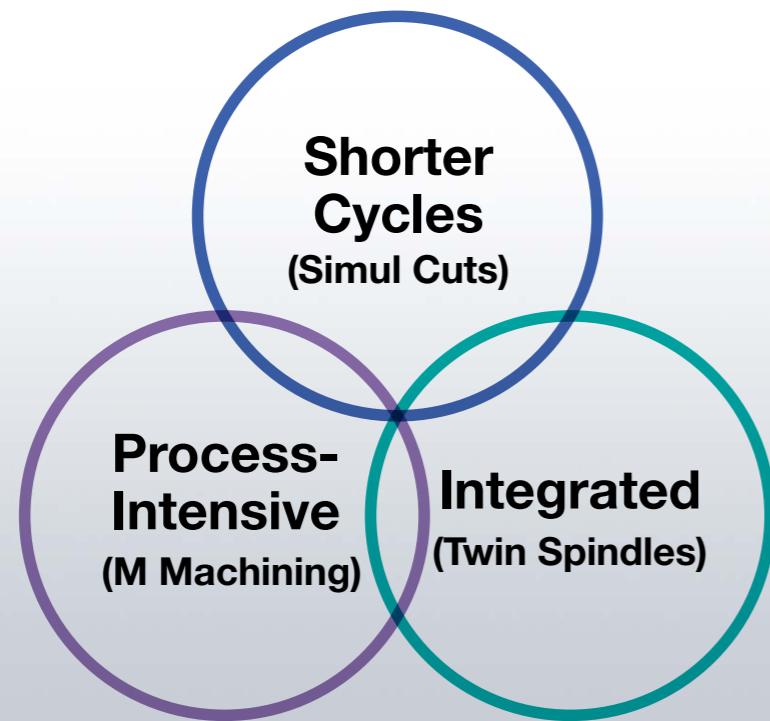 Shorter
Cycles
(Simul Cuts)
Process-
Intensive
(M Machining)
Integrated
(Twin Spindles)